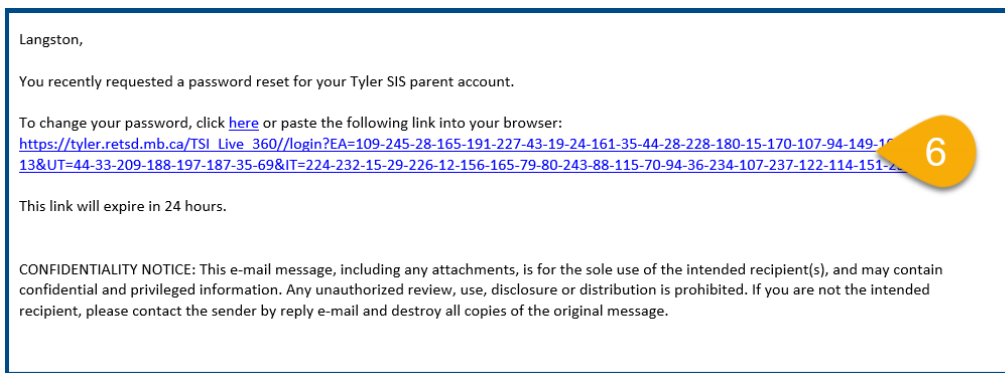 Langston,
You recently requested a password reset for your Tyler SIS parent account.
To change your password, click here or paste the following link into your browser:
https://tyler.retsd.mb.ca/TSI_Live_360//login?EA=109-245-28-165-191-227-43-19-24-161-35-44-28-228-180-15-170-107-94-149-
13&UT=44-33-209-188-197-187-35-69&IT=224-232-15-29-226-12-156-165-79-80-243-88-115-70-94-36-234-107-237-122-114-151-
6
This link will expire in 24 hours.
CONFIDENTIALITY NOTICE: This e-mail message, including any attachments, is for the sole use of the intended recipient(s), and may contain
confidential and privileged information. Any unauthorized review, use, disclosure or distribution is prohibited. If you are not the intended
recipient, please contact the sender by reply e-mail and destroy all copies of the original message.